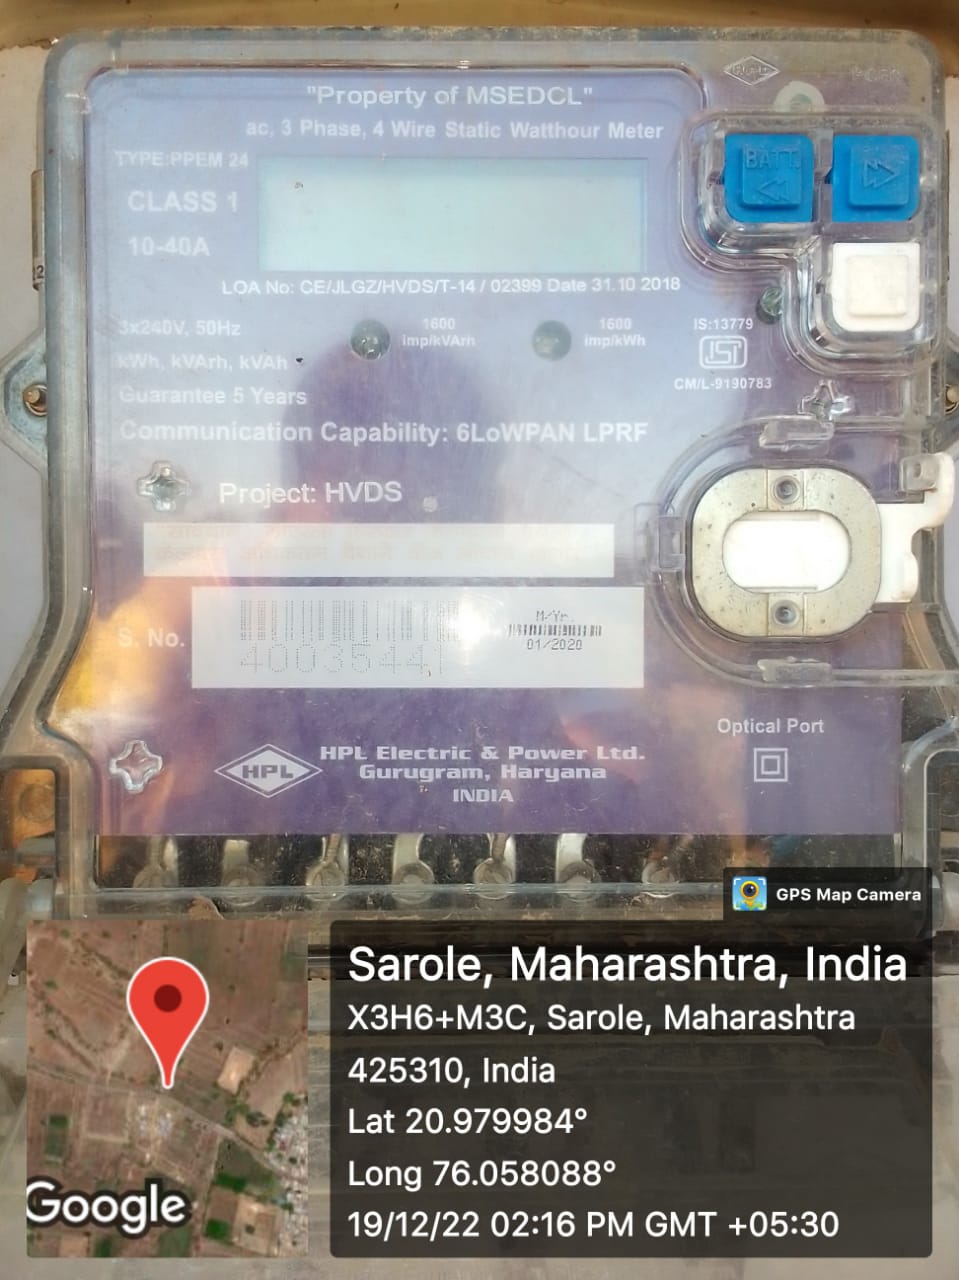 "Property of MSEDCL"
ac, 3 Phase, 4 Wire Static Watthour Meter
TYPE:PPEM 24
CLASS 1
10-40A
BATT.
LOA No: CE/JLGZ/HVDS/T-14 / 02399 Date 31.10 2018
3x240V, 50Hz
1600
imp/kVArh
1600
imp/kWh
IS:13779
kWh, kVArh, kVAh
CM/L-9190783
Guarantee 5 Years
Communication Capability: 6LoWPAN LPRF
Project: HVDS
S. No.
M/Yr.
01/2020
4003544
Optical Port
HPL
HPL Electric & Power Ltd.
Gurugram, Haryana
INDIA
GPS Map Camera
Sarole, Maharashtra, India
X3H6+M3C, Sarole, Maharashtra
425310, India
Lat 20.979984°
Long 76.058088°
19/12/22 02:16 PM GMT +05:30
Google